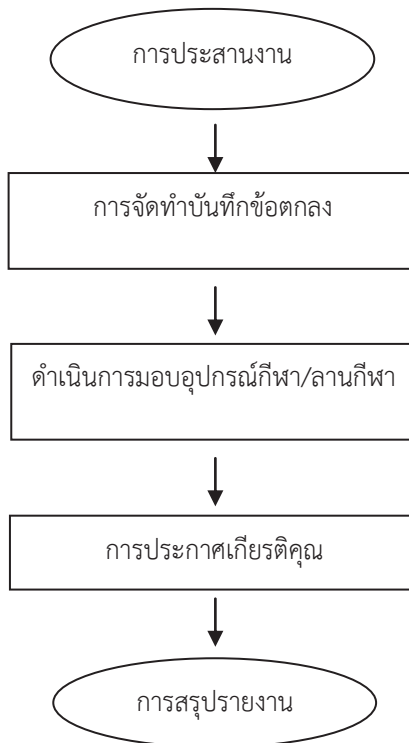 การประสานงาน
การจัดทำบันทึกข้อตกลง
ดำเนินการมอบอุปกรณ์กีฬา/ลานกีฬา
การประกาศเกียรติคุณ
การสรุปรายงาน